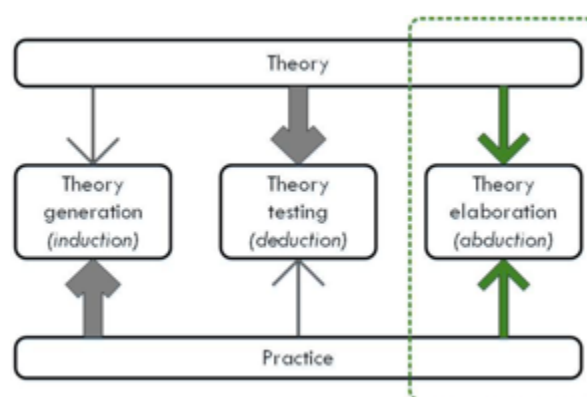 Theory
Theory
generation
(induction)
Theory
testing
(deduction)
Theory
elaboration
(abduction)
Practice